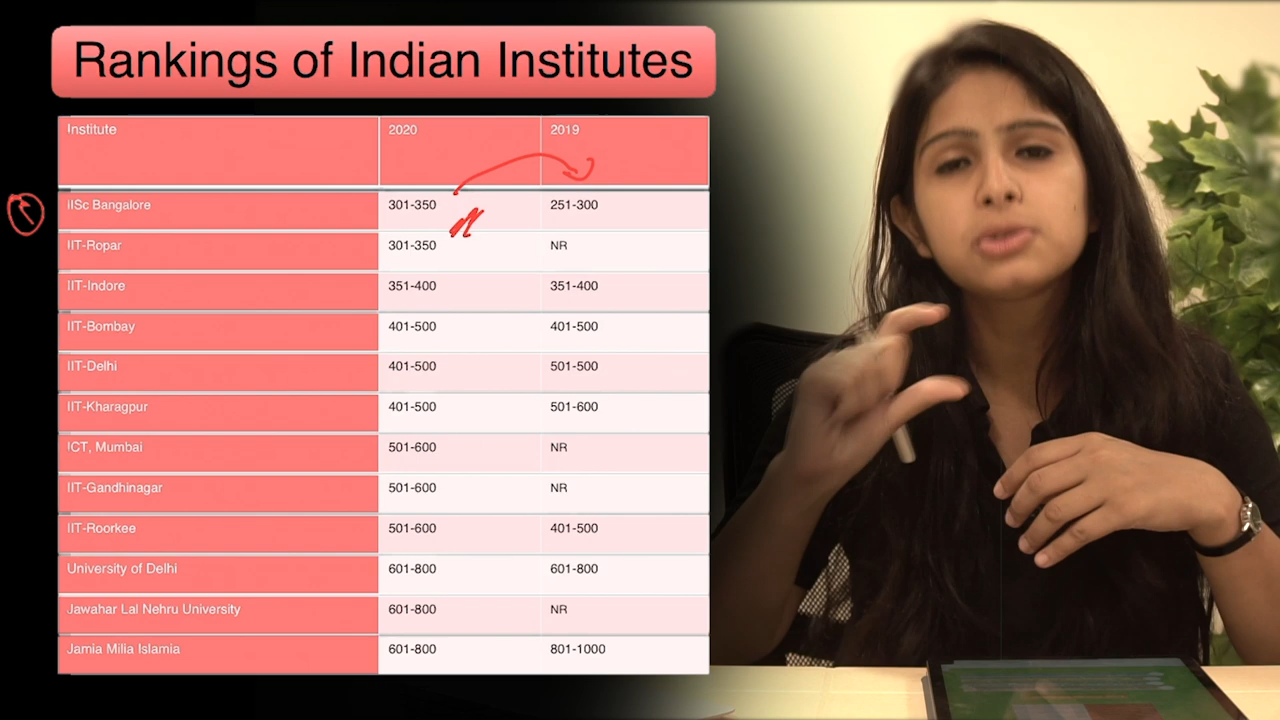 Rankings of Indian Institutes
Institute 2020 2019
IISc Bangalore 301-350 251-300
IIT-Ropar 301-350 NR
IIT-Indore 351-400 351-400
IIT-Bombay 401-500 401-500
IIT-Delhi 401-500 501-500
IIT-Kharagpur 401-500 501-600
ICT, Mumbai 501-600 NR
IIT-Gandhinagar 501-600 NR
IIT-Roorkee 501-600 401-500
University of Delhi 601-800 601-800
Jawahar Lal Nehru University 601-800 NR
Jamia Milia Islamia 601-800 801-1000